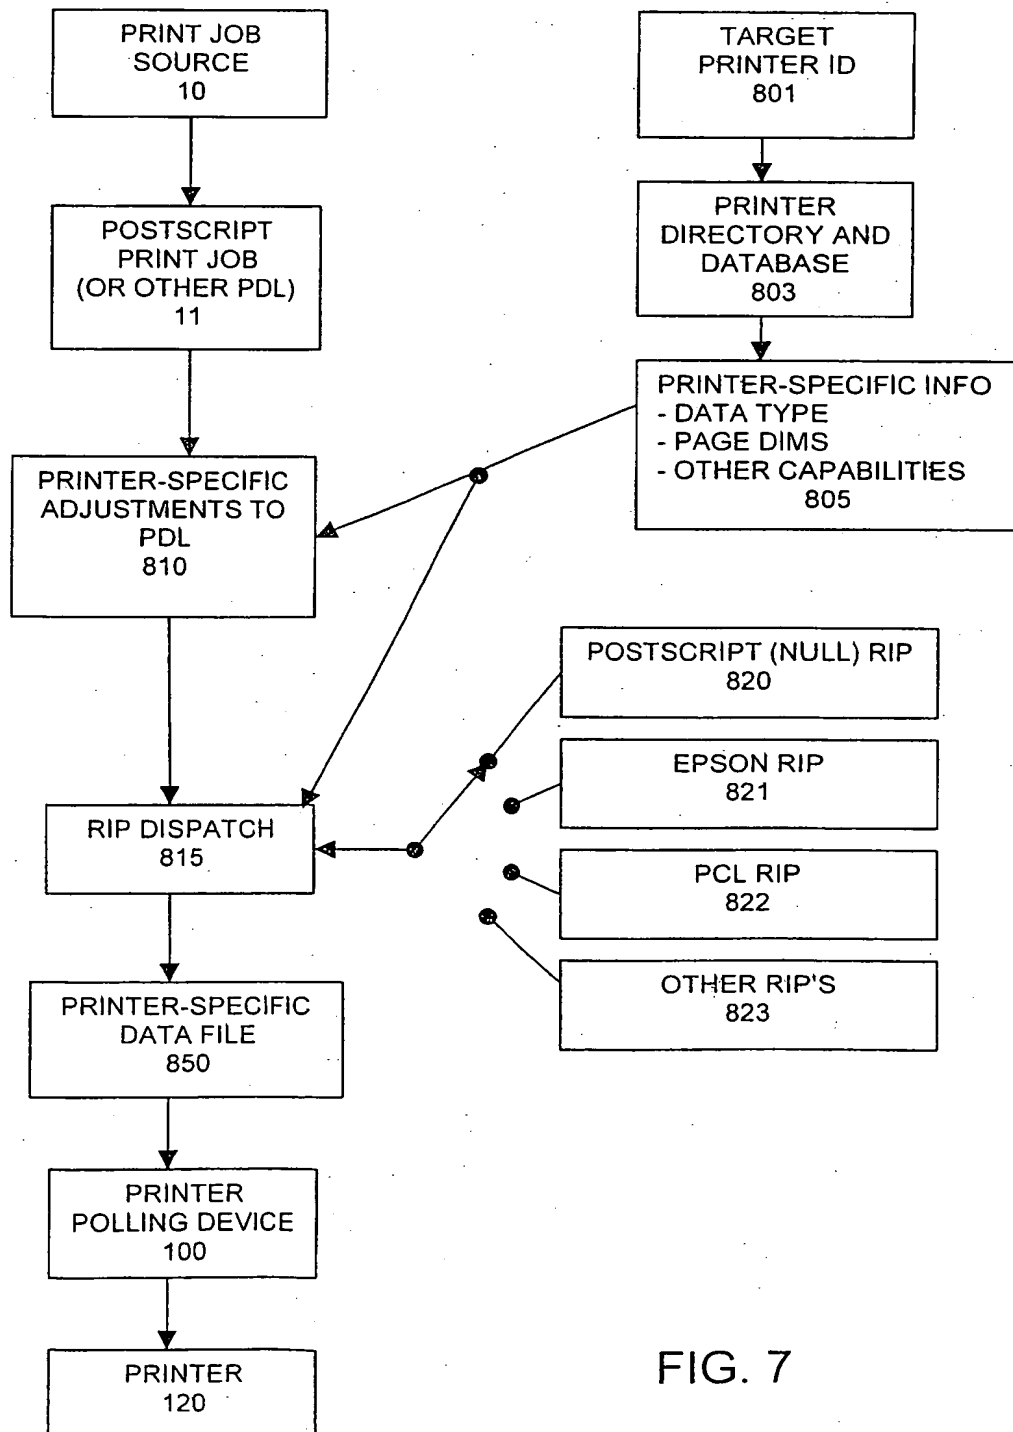 PRINT JOB
SOURCE
10
POSTSCRIPT
PRINT JOB
(OR OTHER PDL)
11
PRINTER-SPECIFIC
ADJUSTMENTS TO
PDL
810
RIP DISPATCH
815
PRINTER-SPECIFIC
DATA FILE
850
PRINTER
POLLING DEVICE
100
PRINTER
120
TARGET
PRINTER ID
801
PRINTER
DIRECTORY AND
DATABASE
803
PRINTER-SPECIFIC INFO
- DATA TYPE
- PAGE DIMS
- OTHER CAPABILITIES
805
POSTSCRIPT (NULL) RIP
820
EPSON RIP
821
PCL RIP
822
OTHER RIP'S
823
FIG. 7